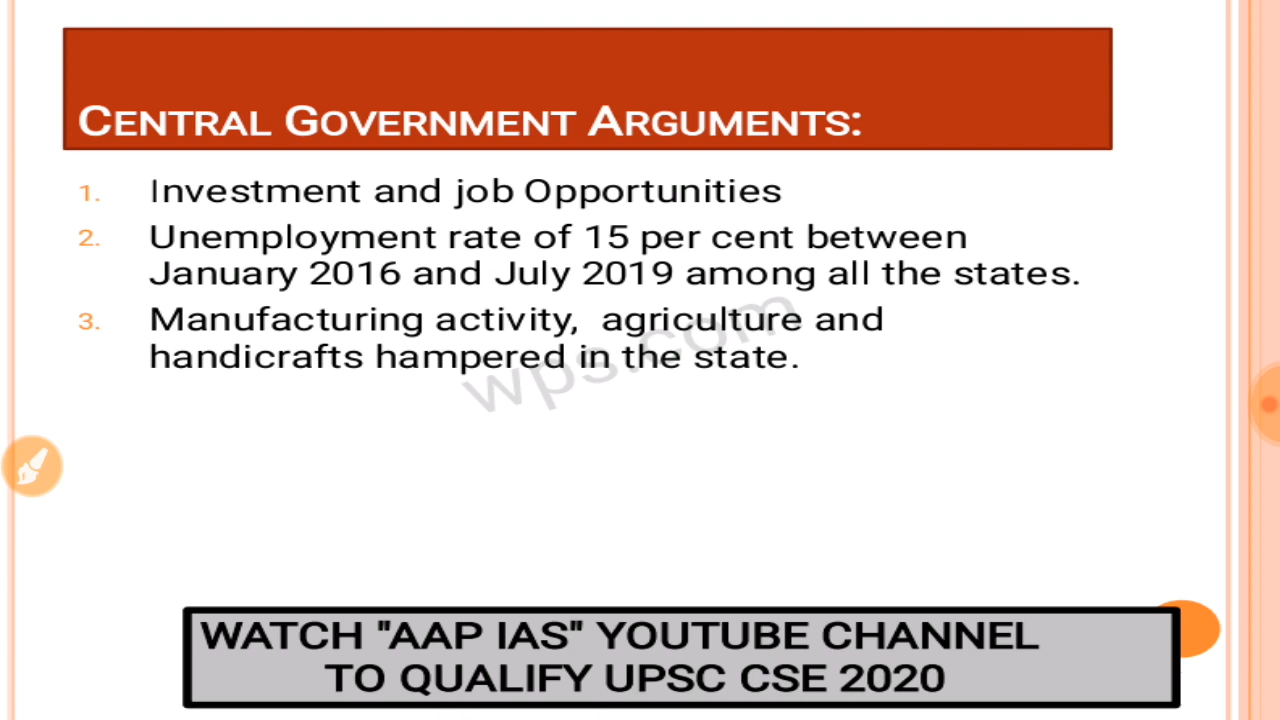 CENTRAL GOVERNMENT ARGUMENTS:
1. Investment and job Opportunities
2. Unemployment rate of 15 per cent between
January 2016 and July 2019 among all the states.
3. Manufacturing activity,  agriculture and
handicrafts hampered in the state.
wps.com
WATCH "AAP IAS" YOUTUBE CHANNEL
TO QUALIFY UPSC CSE 2020